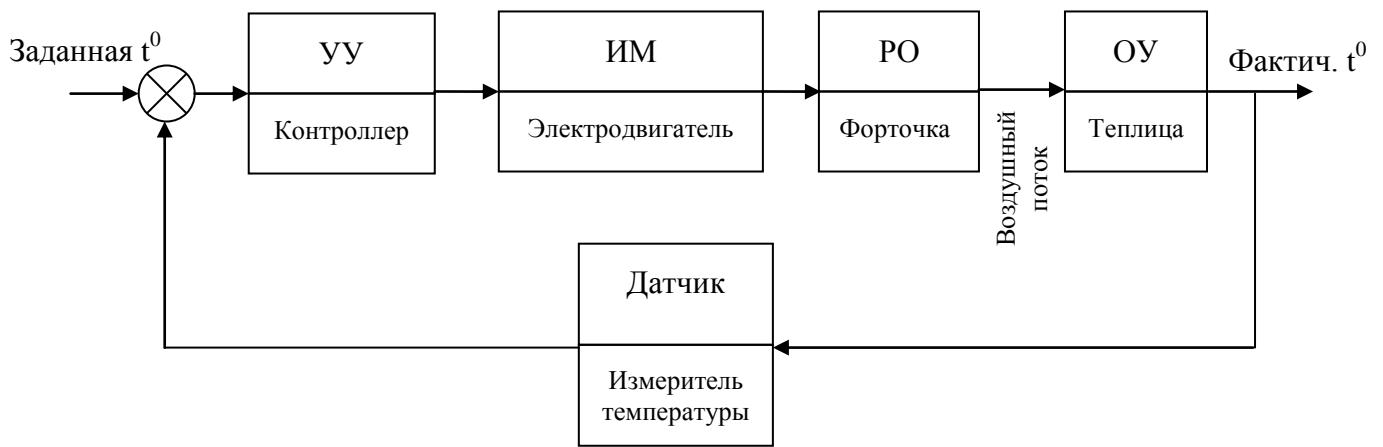 Заданная t⁰
УУ
Контроллер
ИМ
Электродвигатель
РО
Форточка
Воздушный
поток
ОУ
Теплица
Фактич. t⁰
Датчик
Измеритель
температуры